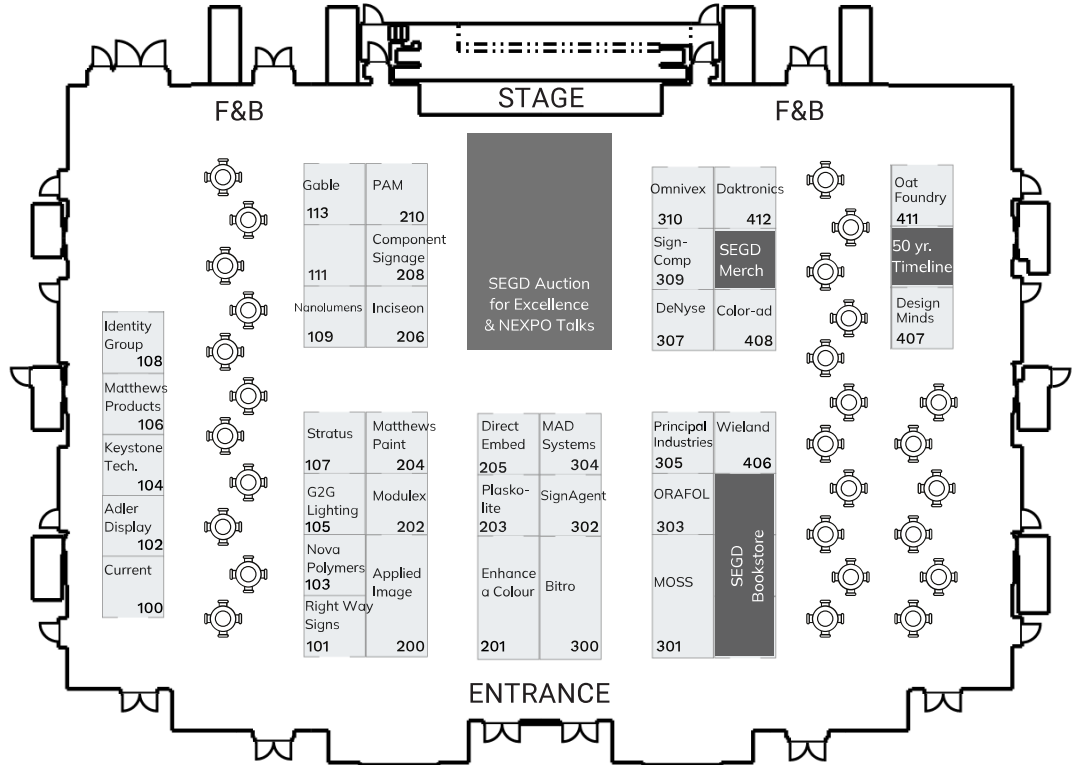 STAGE
F&B
F&B
Gable
113
PAM
210
111
Component
Signage
208
Nanolumens
109
Inciseon
206
SEGD Auction
for Excellence
& NEXPO Talks
Omnivex
310
Daktronics
412
Sign-
Comp
309
SEGD
Merch
DeNyse
307
Color-ad
408
Oat
Foundry
411
50 yr.
Timeline
Design
Minds
407
Identity
Group
108
Matthews
Products
106
Keystone
Tech.
104
Adler
Display
102
Current
100
Stratus
107
Matthews
Paint
204
G2G
Lighting
105
Modulex
202
Nova
Polymers
103
Applied
Image
200
Right Way
Signs
101
Direct
Embed
205
MAD
Systems
304
Plasko-
lite
203
SignAgent
302
Enhance
a Colour
201
Bitro
300
Principal
Industries
305
Wieland
406
ORAFOL
303
SEGD
Bookstore
MOSS
301
ENTRANCE